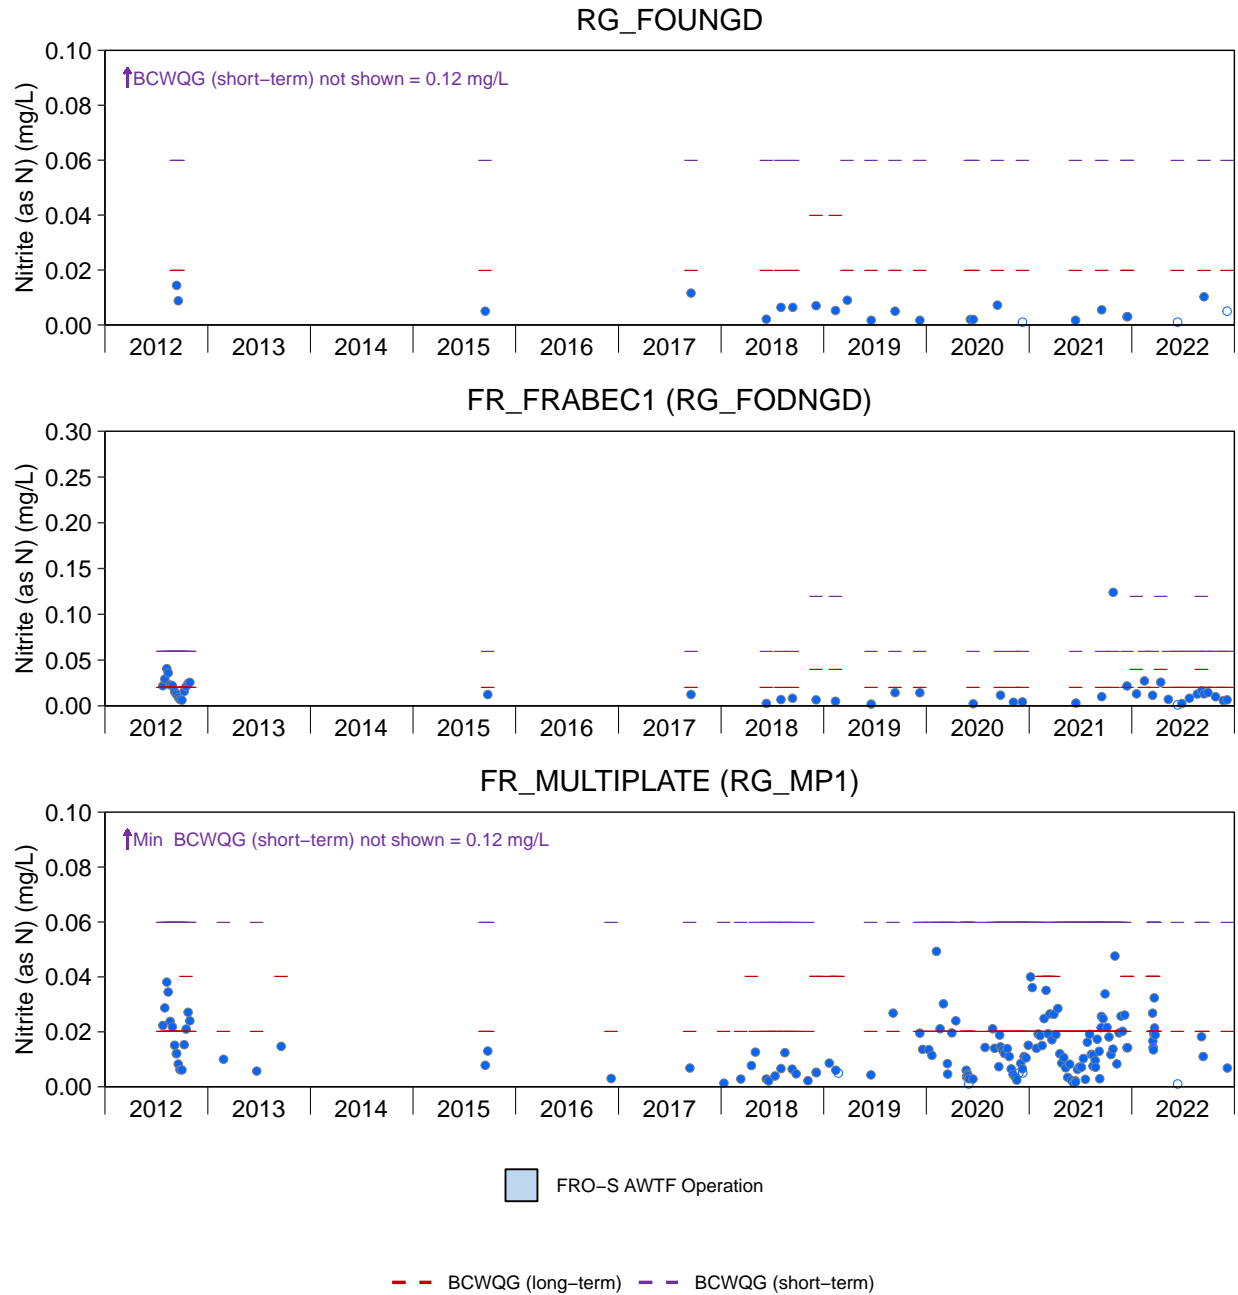 RG_FOUNGD
Nitrite (as N) (mg/L)
0.10
0.08
0.06
0.04
0.02
0.00
BCWQG (short−term) not shown = 0.12 mg/L
2012 2013 2014 2015 2016 2017 2018 2019 2020 2021 2022
FR_FRABEC1 (RG_FODNGD)
Nitrite (as N) (mg/L)
0.30
0.25
0.20
0.15
0.10
0.05
0.00
2012 2013 2014 2015 2016 2017 2018 2019 2020 2021 2022
FR_MULTIPLATE (RG_MP1)
Nitrite (as N) (mg/L)
0.10
0.08
0.06
0.04
0.02
0.00
Min BCWQG (short−term) not shown = 0.12 mg/L
2012 2013 2014 2015 2016 2017 2018 2019 2020 2021 2022
FRO−S AWTF Operation
BCWQG (long−term) BCWQG (short−term)